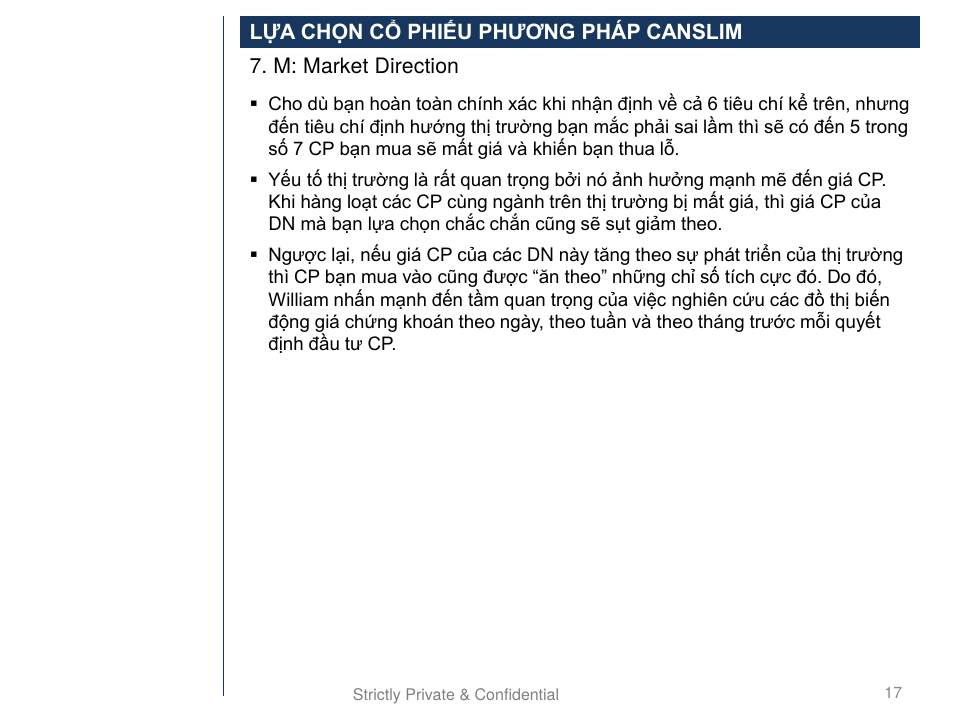 LỰA CHỌN CỔ PHIẾU PHƯƠNG PHÁP CANSLIM
7. M: Market Direction
▪ Cho dù bạn hoàn toàn chính xác khi nhận định về cả 6 tiêu chí kể trên, nhưng
đến tiêu chí định hướng thị trường bạn mắc phải sai lầm thì sẽ có đến 5 trong
số 7 CP bạn mua sẽ mất giá và khiến bạn thua lỗ.
▪ Yếu tố thị trường là rất quan trọng bởi nó ảnh hưởng mạnh mẽ đến giá CP.
Khi hàng loạt các CP cùng ngành trên thị trường bị mất giá, thì giá CP của
DN mà bạn lựa chọn chắc chắn cũng sẽ sụt giảm theo.
▪ Ngược lại, nếu giá CP của các DN này tăng theo sự phát triển của thị trường
thì CP bạn mua vào cũng được “ăn theo” những chỉ số tích cực đó. Do đó,
William nhấn mạnh đến tầm quan trọng của việc nghiên cứu các đồ thị biến
động giá chứng khoán theo ngày, theo tuần và theo tháng trước mỗi quyết
định đầu tư CP.
Strictly Private & Confidential
17